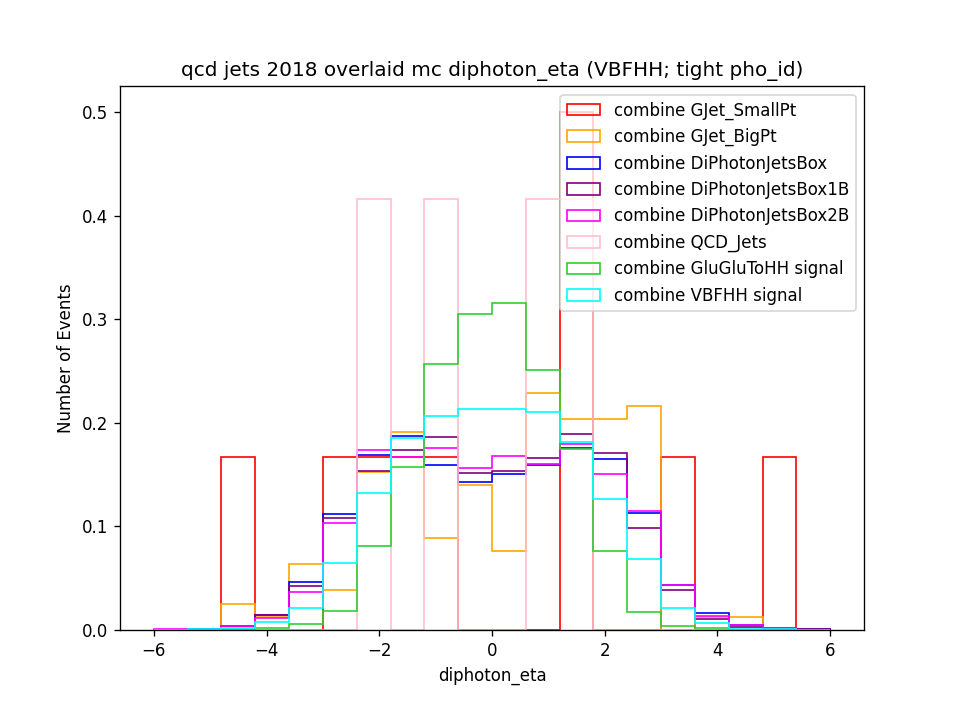 qcd jets 2018 overlaid mc diphoton_eta (VBFHH; tight pho_id)
combine GJet_SmallPt
combine GJet_BigPt
combine DiPhotonJetsBox
combine DiPhotonJetsBox1B
combine DiPhotonJetsBox2B
combine QCD_Jets
combine GluGluToHH signal
combine VBFHH signal
Number of Events
0.5
0.4
0.3
0.2
0.1
0.0
−6 −4 −2 0 2 4 6
diphoton_eta